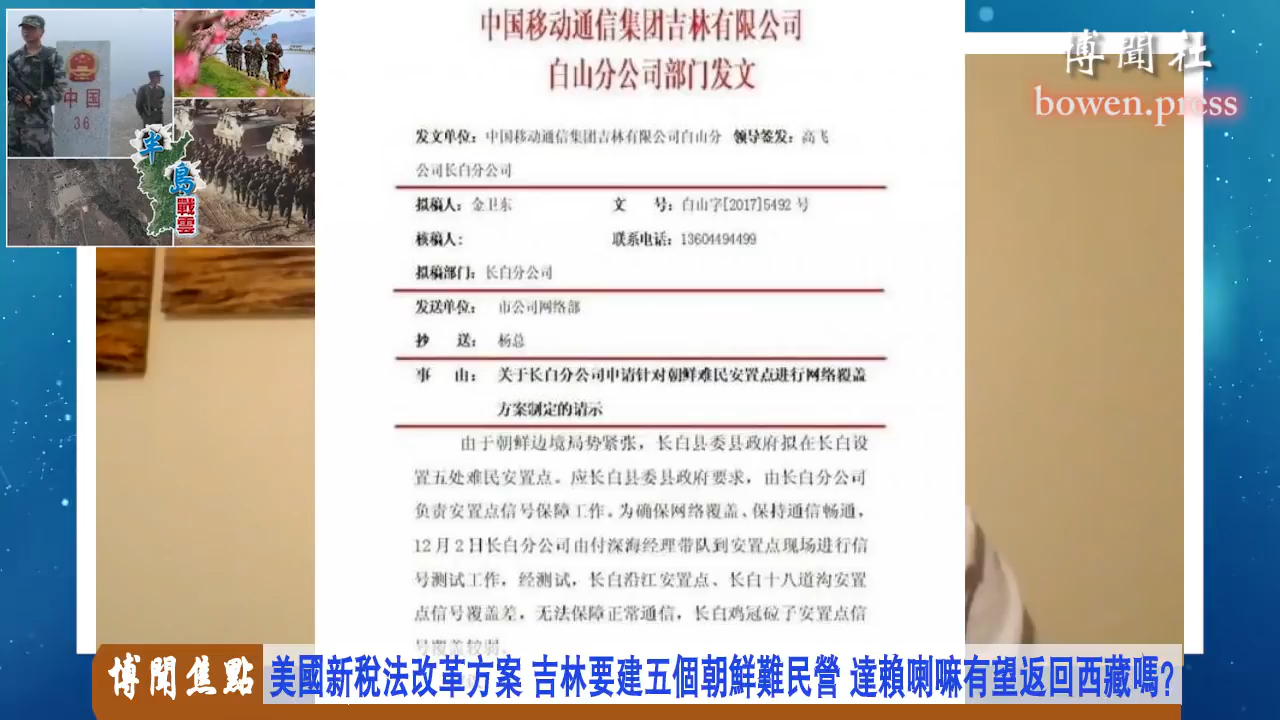 中国移动通信集团吉林有限公司
白山分公司部门发文
博聞社
bowen.press
中国
36
半島戰雲
发文单位：中国移动通信集团吉林有限公司白山分 领导签发：高飞
公司长白分公司
拟稿人：金卫东 文 号：白山字[2017]5492 号
核稿人： 联系电话：13604494499
拟稿部门：长白分公司
发送单位： 市公司网络部
抄 送： 杨总
事 由： 关于长白分公司申请针对朝鲜难民安置点进行网络覆盖
方案制定的请示
由于朝鲜边境局势紧张，长白县委县政府拟在长白设
置五处难民安置点。应长白县委县政府要求，由长白分公司
负责安置点信号保障工作。为确保网络覆盖、保持通信畅通，
12月2日长白分公司由付深海经理带队到安置点现场进行信
号测试工作，经测试，长白沿江安置点、长白十八道沟安置
点信号覆盖差，无法保障正常通信，长白鸡冠砬子安置点信
号覆盖较弱。
博聞焦點
美國新稅法改革方案 吉林要建五個朝鮮難民營 達賴喇嘛有望返回西藏嗎?